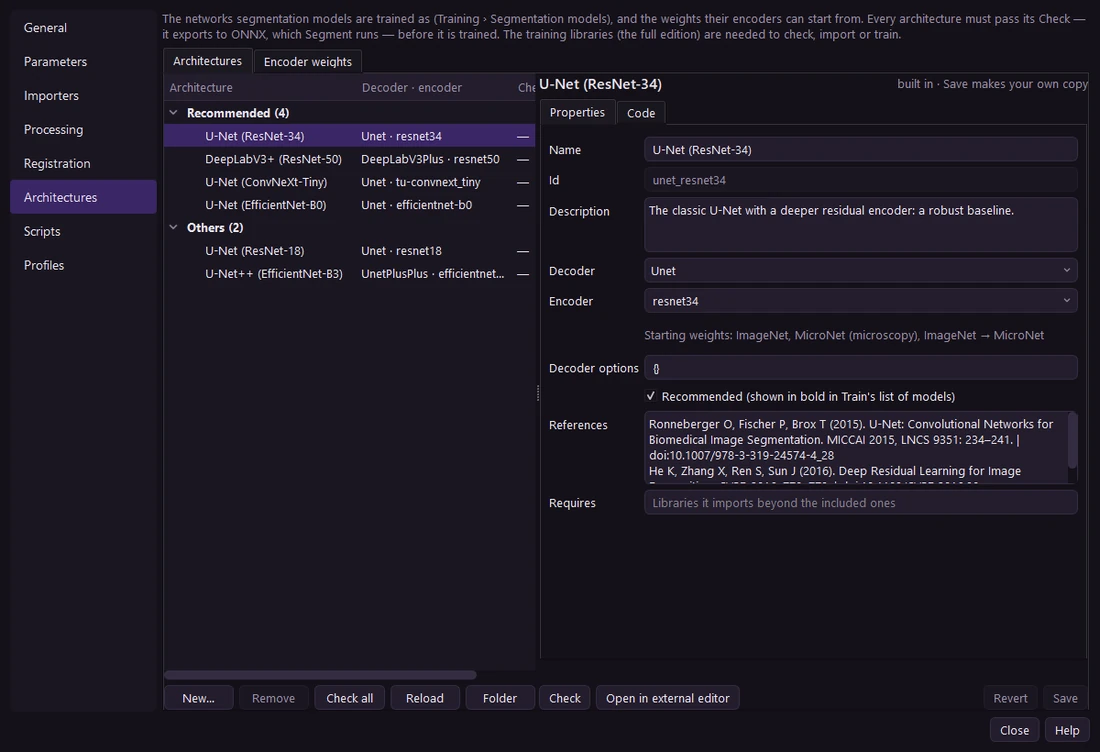 General
Parameters
Importers
Processing
Registration
Architectures
Scripts
Profiles
The networks segmentation models are trained as (Training › Segmentation models), and the weights their encoders can start from. Every architecture must pass its Check —
it exports to ONNX, which Segment runs — before it is trained. The training libraries (the full edition) are needed to check, import or train.
Architectures
Encoder weights
Architecture Decoder · encoder
Recommended (4)
U-Net (ResNet-34) Unet · resnet34 —
DeepLabV3+ (ResNet-50) DeepLabV3Plus · resnet50 —
U-Net (ConvNeXt-Tiny) Unet · tu-convnext_tiny —
U-Net (EfficientNet-B0) Unet · efficientnet-b0 —
Others (2)
U-Net (ResNet-18) Unet · resnet18 —
U-Net++ (EfficientNet-B3) UnetPlusPlus · efficientnet... —
U-Net (ResNet-34)
built in · Save makes your own copy
Properties
Code
Name U-Net (ResNet-34)
Id unet_resnet34
Description The classic U-Net with a deeper residual encoder: a robust baseline.
Decoder Unet
Encoder resnet34
Starting weights: ImageNet, MicroNet (microscopy), ImageNet → MicroNet
Decoder options {}
✓ Recommended (shown in bold in Train's list of models)
References Ronneberger O, Fischer P, Brox T (2015). U-Net: Convolutional Networks for
Biomedical Image Segmentation. MICCAI 2015, LNCS 9351: 234–241. |
doi:10.1007/978-3-319-24574-4_28
He K, Zhang X, Ren S, Sun J (2016). Deep Residual Learning for Image
Requires Libraries it imports beyond the included ones
New... Remove Check all Reload Folder Check Open in external editor Revert Save
Close Help